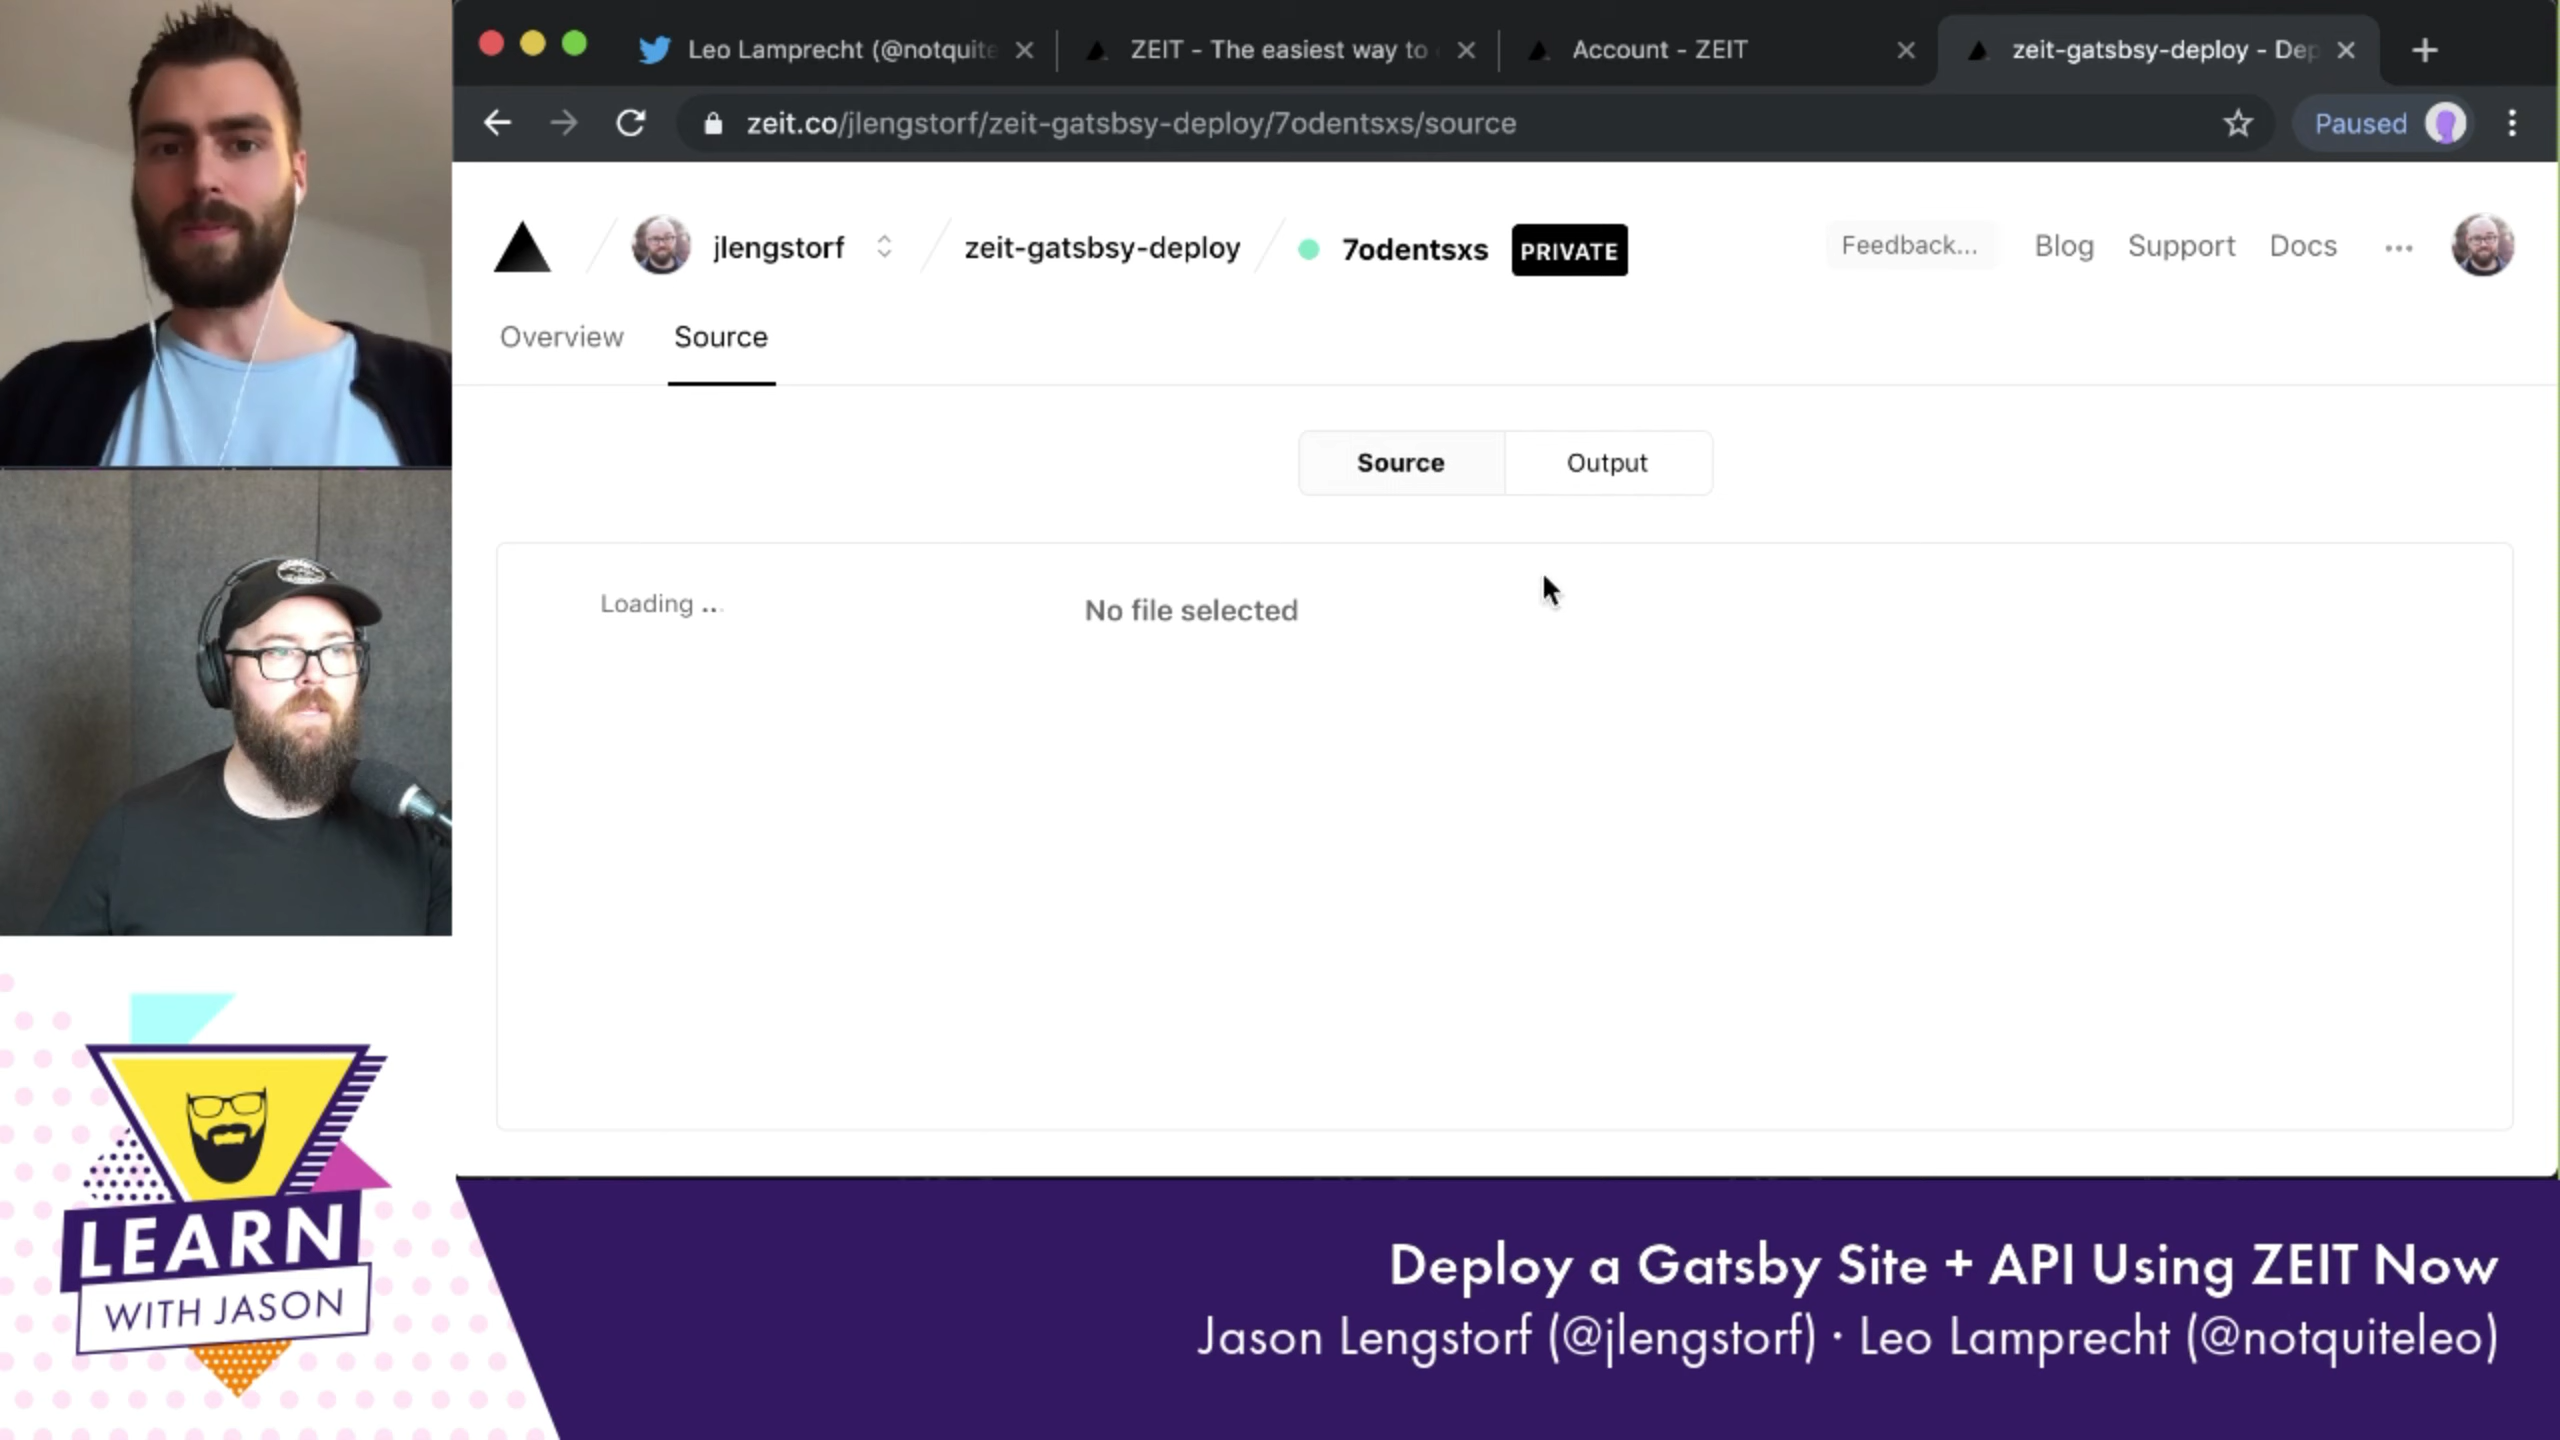 Leo Lamprecht (@notquite
ZEIT - The easiest way to
Account - ZEIT
zeit-gatsbsy-deploy - Dep
zeit.co/jlengstorf/zeit-gatsbsy-deploy/7odentsxs/source
Paused
jlengstorf
zeit-gatsbsy-deploy
7odentsxs
PRIVATE
Feedback...
Blog
Support
Docs
Overview
Source
Source
Output
Loading ..
No file selected
LEARN
WITH JASON
Deploy a Gatsby Site + API Using ZEIT Now
Jason Lengstorf (@jlengstorf) · Leo Lamprecht (@notquiteleo)